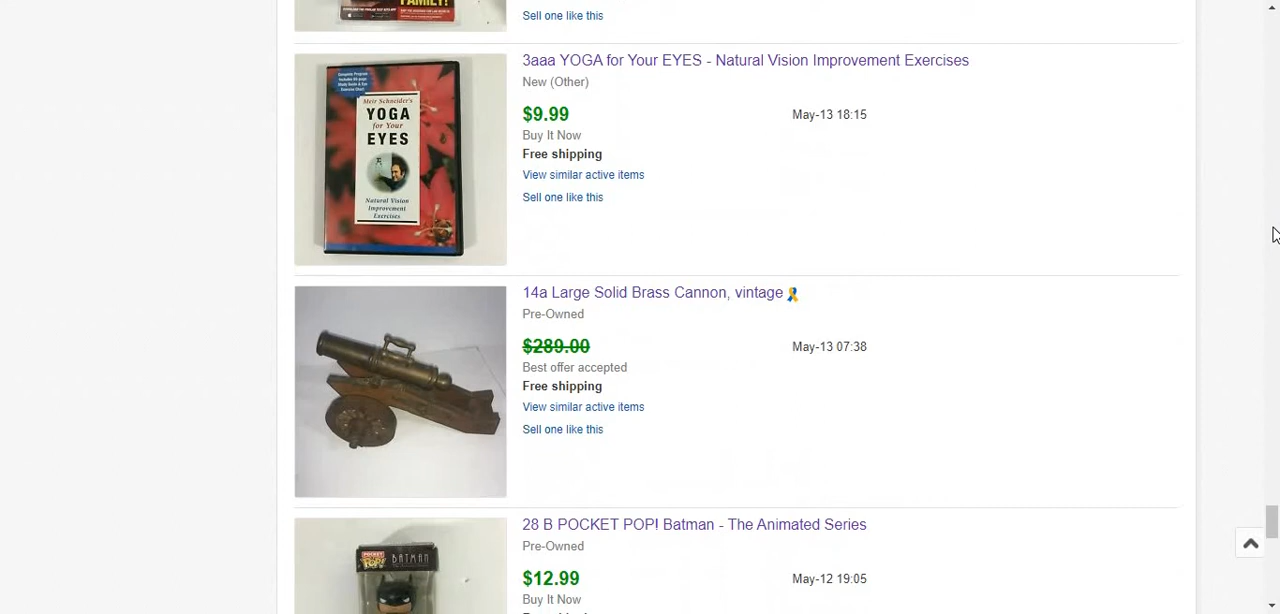 FAMILY!
Sell one like this
3aaa YOGA for Your EYES - Natural Vision Improvement Exercises
New (Other)
$9.99
May-13 18:15
Buy It Now
Free shipping
View similar active items
Sell one like this
Meir Schneider's
YOGA
for Your
EYES
Natural Vision
Improvement
Exercises
14a Large Solid Brass Cannon, vintage
Pre-Owned
$289.00
May-13 07:38
Best offer accepted
Free shipping
View similar active items
Sell one like this
28 B POCKET POP! Batman - The Animated Series
Pre-Owned
$12.99
May-12 19:05
Buy It Now
POCKET
POP!
BATMAN